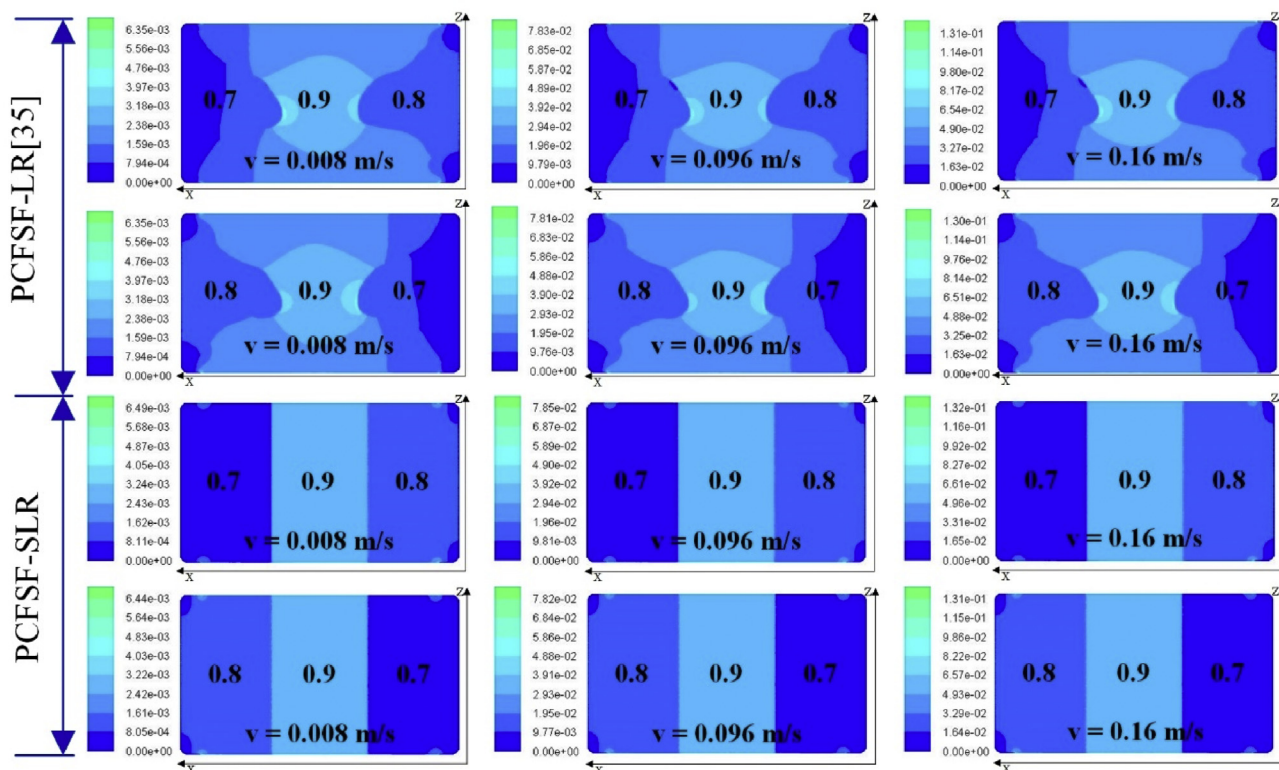 PCFSF-LR[35]
6.35e-03
5.56e-03
4.76e-03
3.97e-03
3.18e-03
2.38e-03
1.59e-03
7.94e-04
0.00e+00
0.7 0.9 0.8
v = 0.008 m/s
Z
X
7.83e-02
6.85e-02
5.87e-02
4.89e-02
3.92e-02
2.94e-02
1.96e-02
9.79e-03
0.00e+00
0.7 0.9 0.8
v = 0.096 m/s
Z
X
1.31e-01
1.14e-01
9.80e-02
8.17e-02
6.54e-02
4.90e-02
3.27e-02
1.63e-02
0.00e+00
0.7 0.9 0.8
v = 0.16 m/s
Z
X
6.35e-03
5.56e-03
4.76e-03
3.97e-03
3.18e-03
2.38e-03
1.59e-03
7.94e-04
0.00e+00
0.8 0.9 0.7
v = 0.008 m/s
Z
X
7.81e-02
6.83e-02
5.86e-02
4.88e-02
3.90e-02
2.93e-02
1.95e-02
9.76e-03
0.00e+00
0.8 0.9 0.7
v = 0.096 m/s
Z
X
1.30e-01
1.14e-01
9.76e-02
8.14e-02
6.51e-02
4.88e-02
3.25e-02
1.63e-02
0.00e+00
0.8 0.9 0.7
v = 0.16 m/s
Z
X
PCFSF-SLR
6.49e-03
5.68e-03
4.87e-03
4.05e-03
3.24e-03
2.43e-03
1.62e-03
8.11e-04
0.00e+00
0.7 0.9 0.8
v = 0.008 m/s
Z
X
7.85e-02
6.87e-02
5.89e-02
4.90e-02
3.92e-02
2.94e-02
1.96e-02
9.81e-03
0.00e+00
0.7 0.9 0.8
v = 0.096 m/s
Z
X
1.32e-01
1.16e-01
9.92e-02
8.27e-02
6.61e-02
4.96e-02
3.31e-02
1.65e-02
0.00e+00
0.7 0.9 0.8
v = 0.16 m/s
Z
X
6.44e-03
5.64e-03
4.83e-03
4.03e-03
3.22e-03
2.42e-03
1.61e-03
8.05e-04
0.00e+00
0.8 0.9 0.7
v = 0.008 m/s
Z
X
7.82e-02
6.84e-02
5.86e-02
4.88e-02
3.91e-02
2.93e-02
1.95e-02
9.77e-03
0.00e+00
0.8 0.9 0.7
v = 0.096 m/s
Z
X
1.31e-01
1.15e-01
9.86e-02
8.22e-02
6.57e-02
4.93e-02
3.29e-02
1.64e-02
0.00e+00
0.8 0.9 0.7
v = 0.16 m/s
Z
X